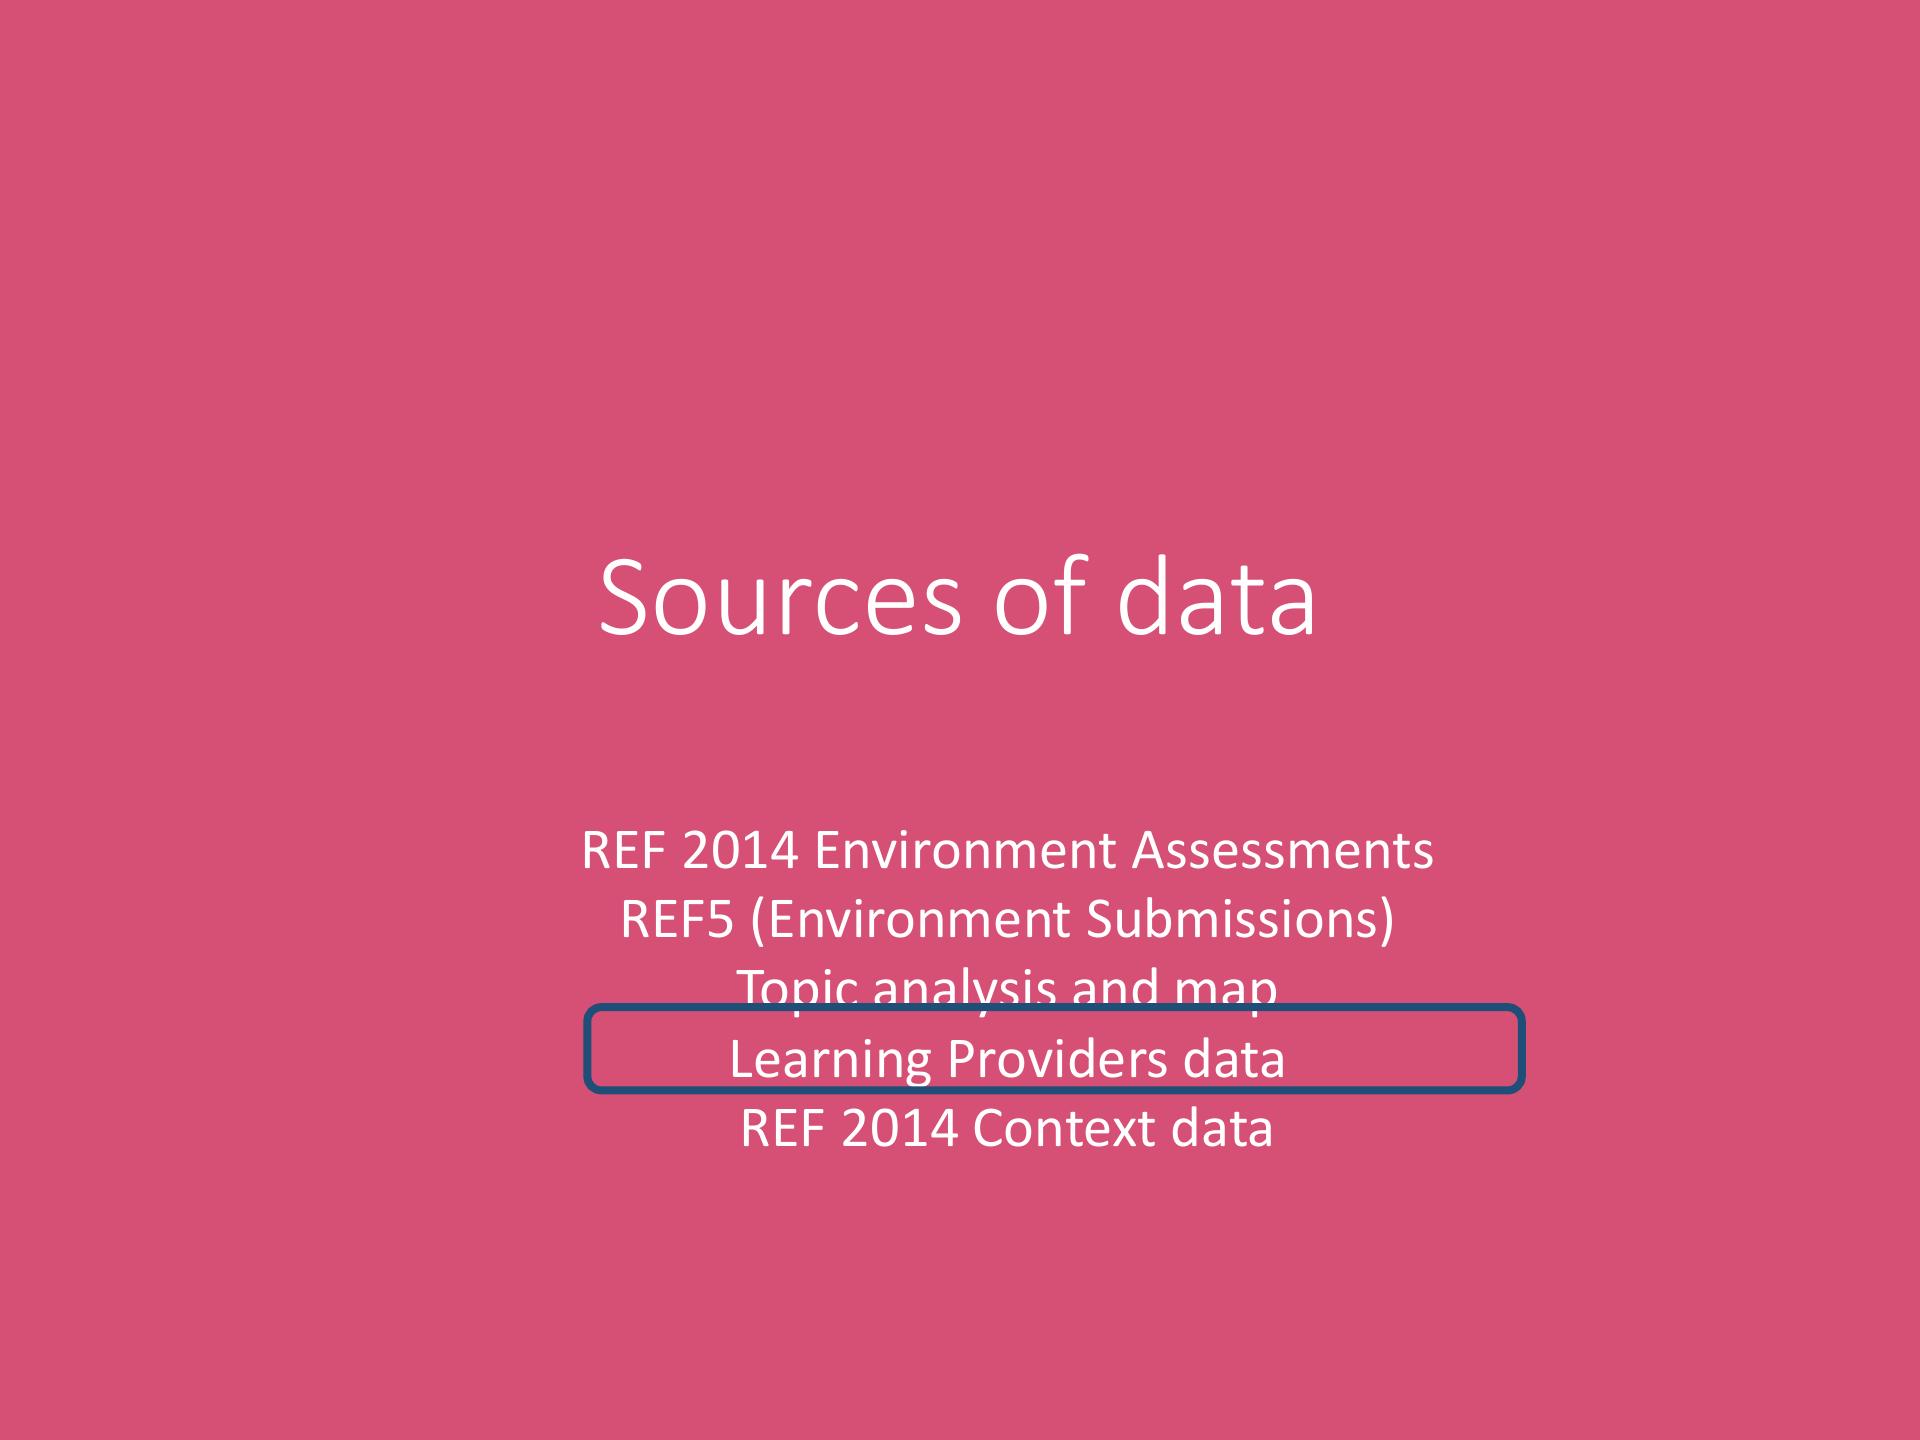 Sources of data
REF 2014 Environment Assessments
REF5 (Environment Submissions)
Topic analysis and map
Learning Providers data
REF 2014 Context data